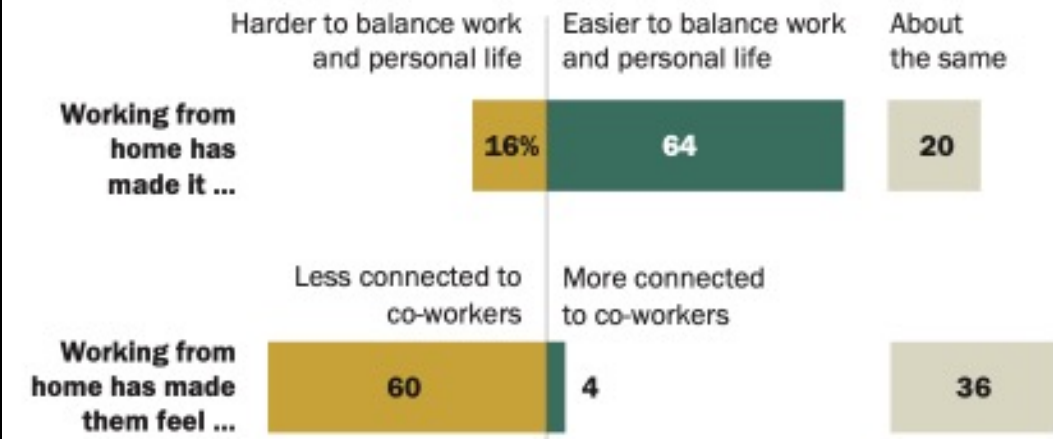 Harder to balance work
and personal life
Easier to balance work
and personal life
About
the same
Working from
home has
made it ...
16%
64
20
Less connected to
co-workers
More connected
to co-workers
Working from
home has made
them feel ...
60
4
36